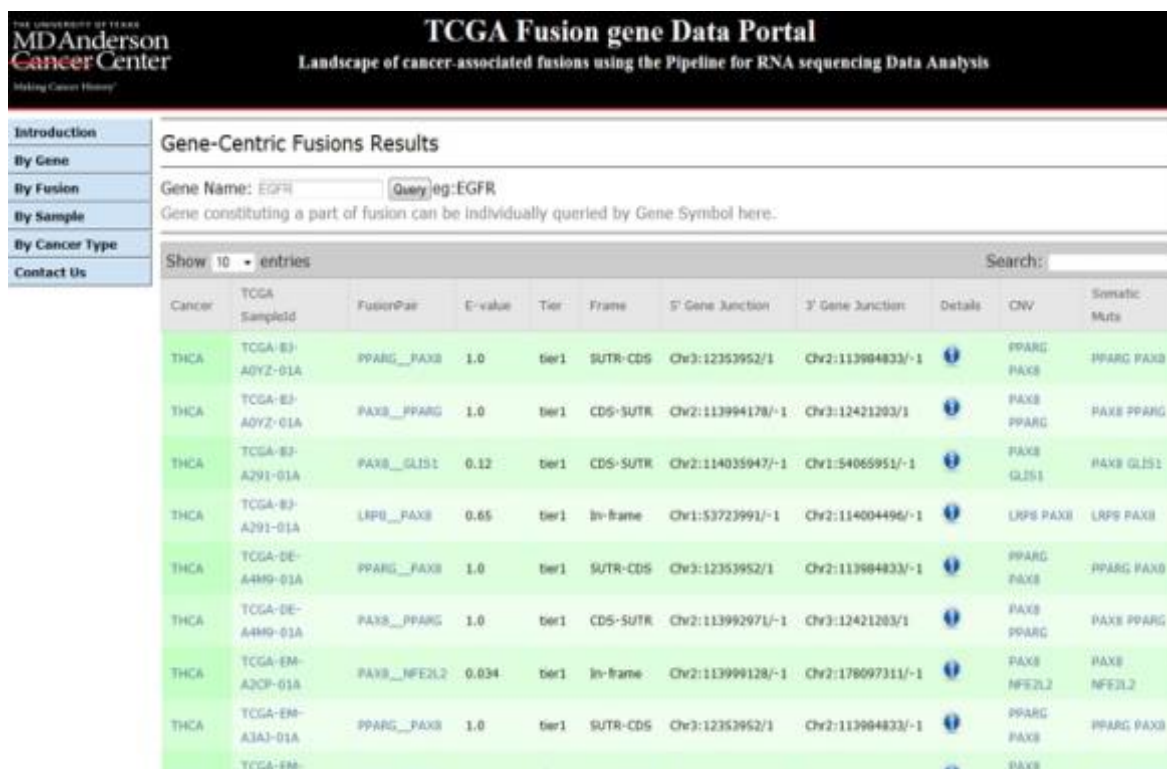 THE UNIVERSITY OF TEXAS
MD Anderson
Cancer Center
Making Cancer History®
TCGA Fusion gene Data Portal
Landscape of cancer-associated fusions using the Pipeline for RNA sequencing Data Analysis
Introduction
By Gene
By Fusion
By Sample
By Cancer Type
Contact Us
Gene-Centric Fusions Results
Gene Name: EGFR Query eg:EGFR
Gene constituting a part of fusion can be individually queried by Gene Symbol here.
Show 10 entries Search:
Cancer TCGA SampleId FusionPair E-value Tier Frame 5' Gene Junction 3' Gene Junction Details CNV Somatic Muts
THCA TCGA-BJ-A0YZ-01A PPARG__PAX8 1.0 tier1 5UTR-CDS Chr3:12353952/1 Chr2:113984833/-1 PPARG PAX8 PPARG PAX8
THCA TCGA-BJ-A0YZ-01A PAX8__PPARG 1.0 tier1 CDS-5UTR Chr2:113994178/-1 Chr3:12421203/1 PAX8 PPARG PAX8 PPARG
THCA TCGA-BJ-A291-01A PAX8__GLIS1 0.12 tier1 CDS-5UTR Chr2:114035947/-1 Chr1:54065951/-1 PAX8 GLIS1 PAX8 GLIS1
THCA TCGA-BJ-A291-01A LRP8__PAX8 0.65 tier1 In-frame Chr1:53723991/-1 Chr2:114004496/-1 LRP8 PAX8 LRP8 PAX8
THCA TCGA-DE-A4M9-01A PPARG__PAX8 1.0 tier1 5UTR-CDS Chr3:12353952/1 Chr2:113984833/-1 PPARG PAX8 PPARG PAX8
THCA TCGA-DE-A4M9-01A PAX8__PPARG 1.0 tier1 CDS-5UTR Chr2:113992971/-1 Chr3:12421203/1 PAX8 PPARG PAX8 PPARG
THCA TCGA-EM-A2CP-01A PAX8__NFE2L2 0.034 tier1 In-frame Chr2:113999128/-1 Chr2:178097311/-1 PAX8 NFE2L2 PAX8 NFE2L2
THCA TCGA-EM-A3AJ-01A PPARG__PAX8 1.0 tier1 5UTR-CDS Chr3:12353952/1 Chr2:113984833/-1 PPARG PAX8 PPARG PAX8
TCGA-EM- PAX8